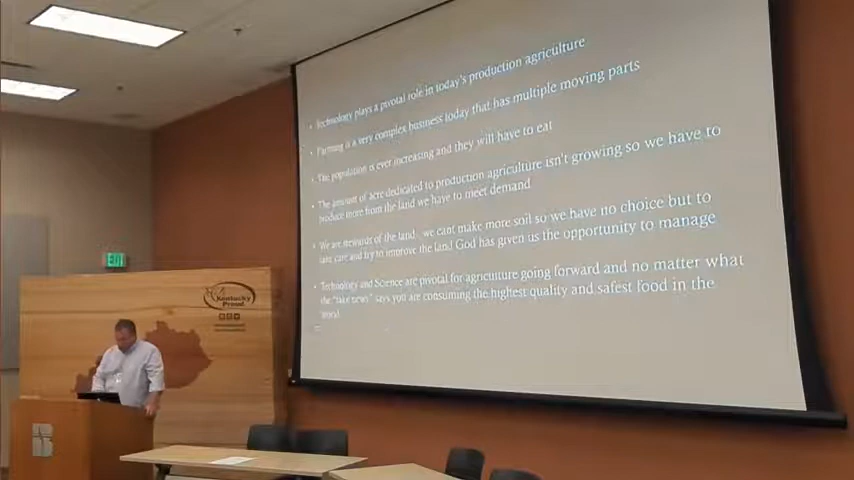 EXIT
Kentucky
Proud
Technology plays a pivotal role in today's production agriculture
Farming is a very complex business today that has multiple moving parts
The population is ever increasing and they will have to eat
The amount of acre dedicated to production agriculture isn't growing so we have to
produce more from the land we have to meet demand.
We are stewards of the land, we cant make more soil so we have no choice but to
take care and try to improve the land God has given us the opportunity to manage
Technology and Science are pivotal for agriculture going forward and no matter what
the "fake news" says you are consuming the highest quality and safest food in the
world.